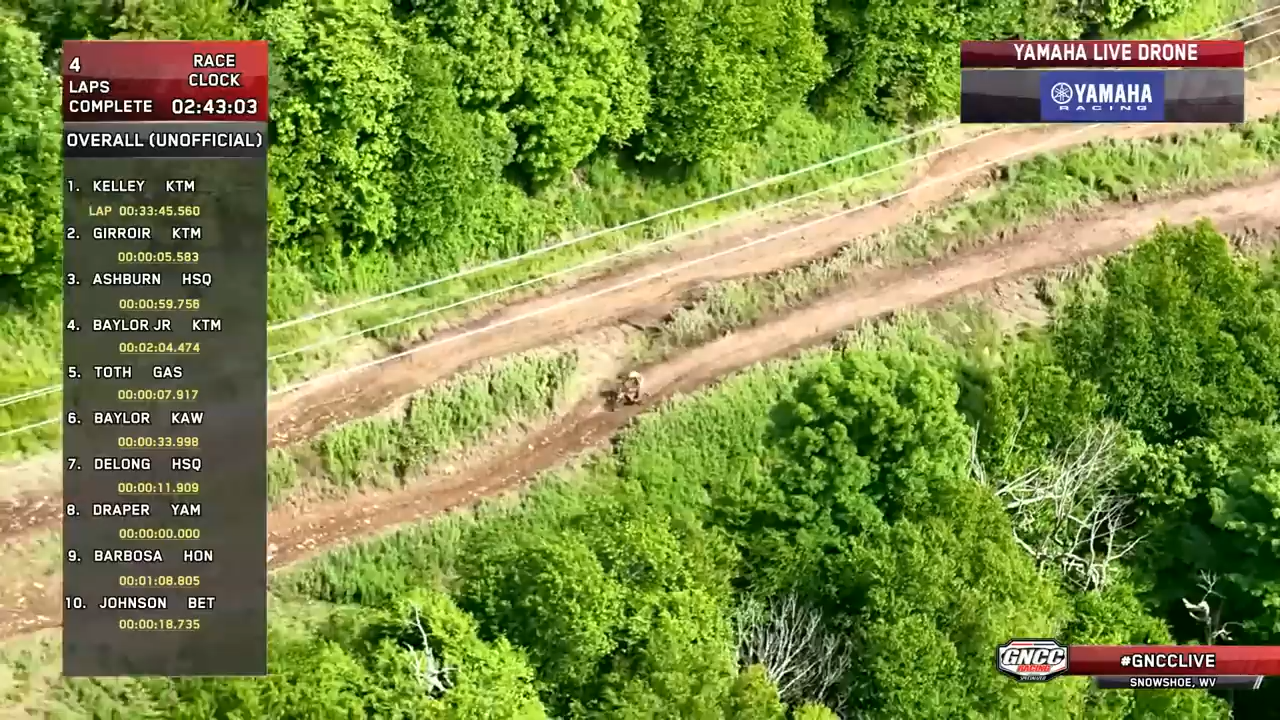 4
LAPS
COMPLETE
RACE
CLOCK
02:43:03
OVERALL (UNOFFICIAL)
1. KELLEY KTM
LAP 00:33:45.560
2. GIRROIR KTM
00:00:05.583
3. ASHBURN HSQ
00:00:59.756
4. BAYLOR JR KTM
00:02:04.474
5. TOTH GAS
00:00:07.917
6. BAYLOR KAW
00:00:33.998
7. DELONG HSQ
00:00:11.909
8. DRAPER YAM
00:00:00.000
9. BARBOSA HON
00:01:08.805
10. JOHNSON BET
00:00:18.735
YAMAHA LIVE DRONE
YAMAHA
RACING
GNCC
RACING
SPECIALIZED
#GNCCLIVE
SNOWSHOE, WV